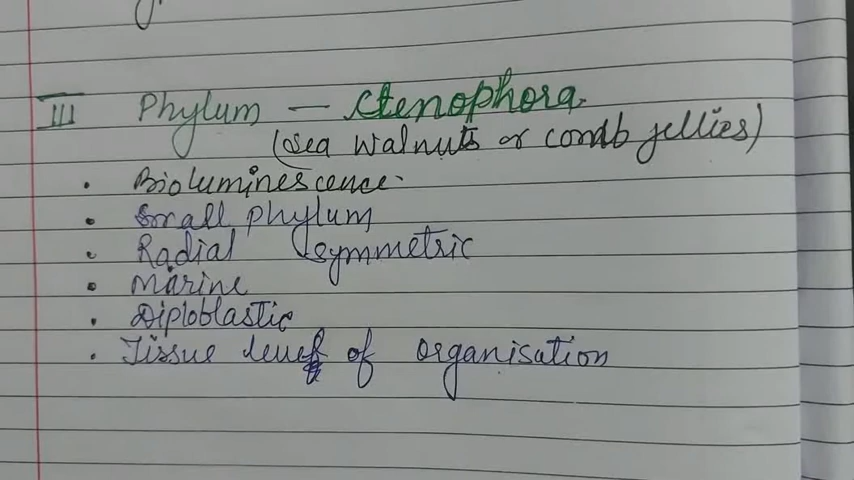 III Phylum — Ctenophora
(Sea walnuts or comb jellies)
• Bioluminescence.
• Small phylum
• Radial symmetric
• Marine
• Diploblastic
• Tissue level of organisation